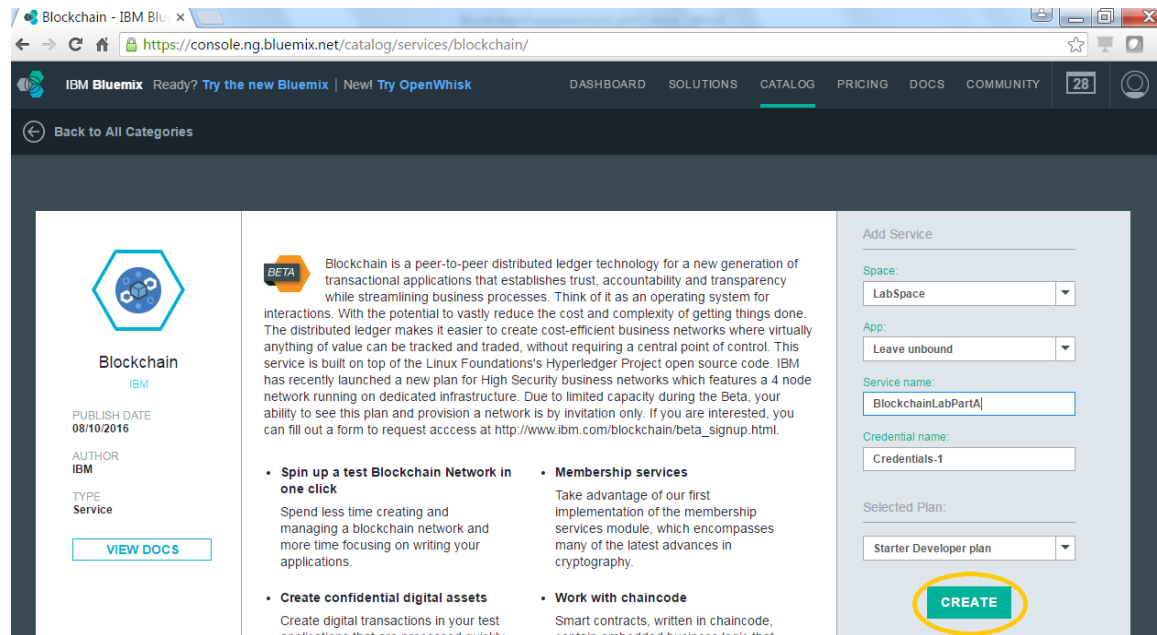 Blockchain - IBM Blu
https://console.ng.bluemix.net/catalog/services/blockchain/
IBM Bluemix Ready? Try the new Bluemix | New! Try OpenWhisk DASHBOARD SOLUTIONS CATALOG PRICING DOCS COMMUNITY 28
Back to All Categories
Blockchain
IBM
PUBLISH DATE
08/10/2016
AUTHOR
IBM
TYPE
Service
VIEW DOCS
BETA
Blockchain is a peer-to-peer distributed ledger technology for a new generation of
transactional applications that establishes trust, accountability and transparency
while streamlining business processes. Think of it as an operating system for
interactions. With the potential to vastly reduce the cost and complexity of getting things done.
The distributed ledger makes it easier to create cost-efficient business networks where virtually
anything of value can be tracked and traded, without requiring a central point of control. This
service is built on top of the Linux Foundations's Hyperledger Project open source code. IBM
has recently launched a new plan for High Security business networks which features a 4 node
network running on dedicated infrastructure. Due to limited capacity during the Beta, your
ability to see this plan and provision a network is by invitation only. If you are interested, you
can fill out a form to request acccess at http://www.ibm.com/blockchain/beta_signup.html.
• Spin up a test Blockchain Network in
one click
Spend less time creating and
managing a blockchain network and
more time focusing on writing your
applications.
• Create confidential digital assets
Create digital transactions in your test
applications that are processed quickly
• Membership services
Take advantage of our first
implementation of the membership
services module, which encompasses
many of the latest advances in
cryptography.
• Work with chaincode
Smart contracts, written in chaincode,
contain embedded business logic that
Add Service
Space:
LabSpace
App:
Leave unbound
Service name:
BlockchainLabPartA
Credential name:
Credentials-1
Selected Plan:
Starter Developer plan
CREATE